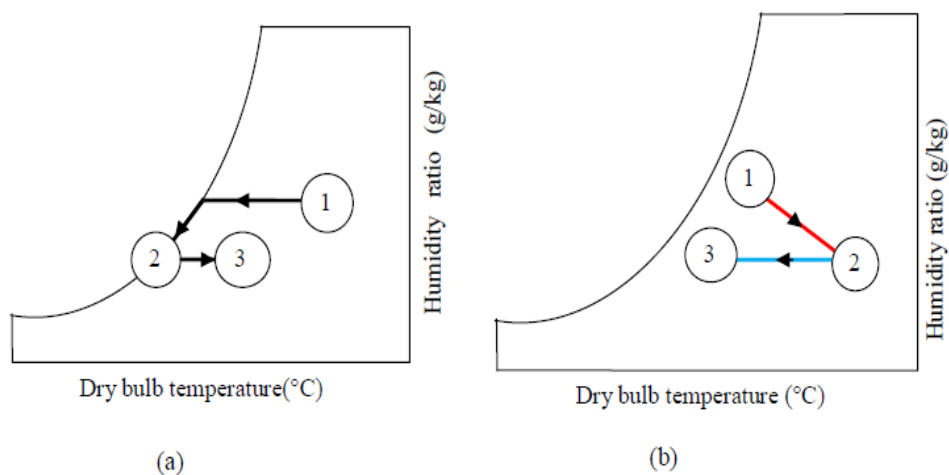 1
2
3
Humidity ratio (g/kg)
Dry bulb temperature(°C)
(a)
1
3
2
Humidity ratio (g/kg)
Dry bulb temperature (°C)
(b)